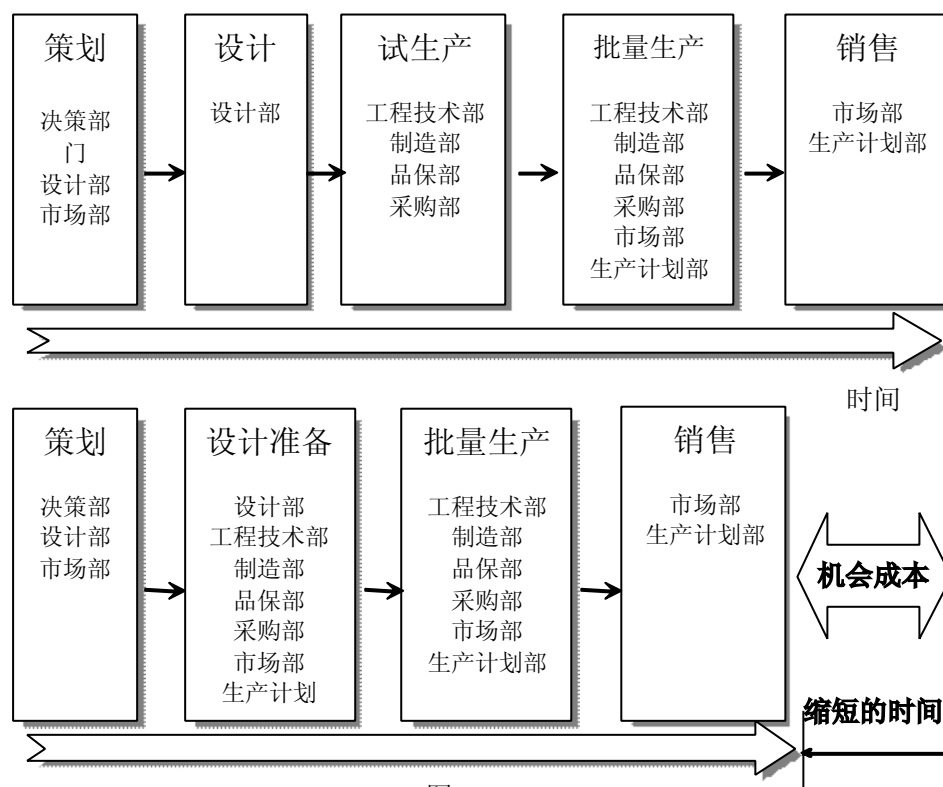 策划
决策部
门
设计部
市场部
设计
设计部
试生产
工程技术部
制造部
品保部
采购部
批量生产
工程技术部
制造部
品保部
采购部
市场部
生产计划部
销售
市场部
生产计划部
时间
策划
决策部
设计部
市场部
设计准备
设计部
工程技术部
制造部
品保部
采购部
市场部
生产计划
批量生产
工程技术部
制造部
品保部
采购部
市场部
生产计划部
销售
市场部
生产计划部
机会成本
缩短的时间